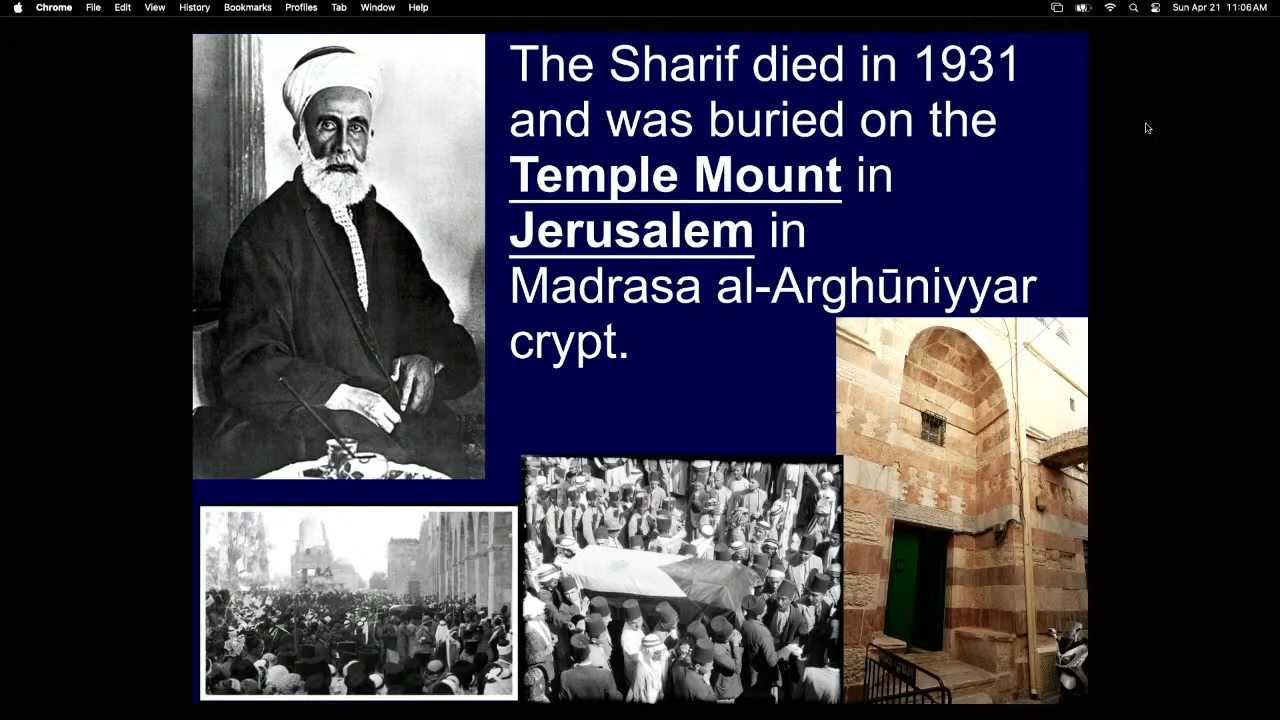 Chrome File Edit View History Bookmarks Profiles Tab Window Help Sun Apr 21 11:06 AM
The Sharif died in 1931
and was buried on the
Temple Mount in
Jerusalem in
Madrasa al-Arghūniyyar
crypt.